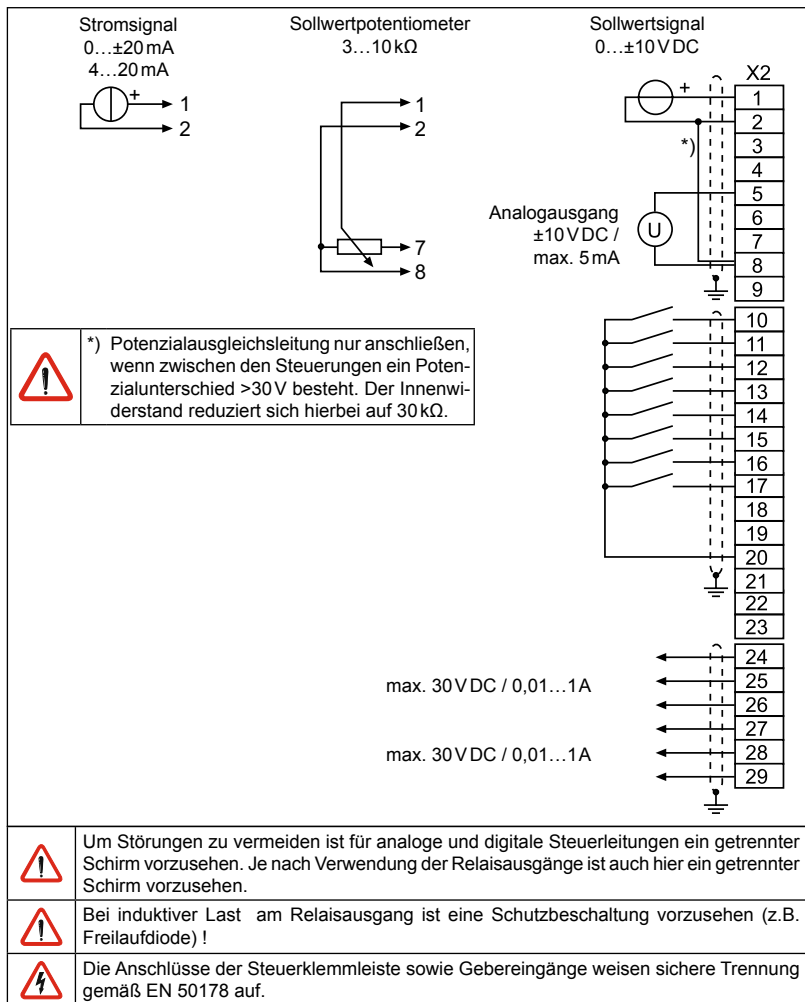 Stromsignal
0…±20 mA
4…20 mA
+
1
2
Sollwertpotentiometer
3…10 kΩ
1
2
7
8
Sollwertsignal
0…±10 V DC
+
*)
Analogausgang
±10 V DC /
max. 5 mA
U
X2
1
2
3
4
5
6
7
8
9
10
11
12
13
14
15
16
17
18
19
20
21
22
23
24
25
26
27
28
29
*) Potenzialausgleichsleitung nur anschließen,
wenn zwischen den Steuerungen ein Poten-
zialunterschied >30 V besteht. Der Innenwi-
derstand reduziert sich hierbei auf 30 kΩ.
max. 30 V DC / 0,01…1 A
max. 30 V DC / 0,01…1 A
Um Störungen zu vermeiden ist für analoge und digitale Steuerleitungen ein getrennter
Schirm vorzusehen. Je nach Verwendung der Relaisausgänge ist auch hier ein getrennter
Schirm vorzusehen.
Bei induktiver Last am Relaisausgang ist eine Schutzbeschaltung vorzusehen (z.B.
Freilaufdiode) !
Die Anschlüsse der Steuerklemmleiste sowie Gebereingänge weisen sichere Trennung
gemäß EN 50178 auf.